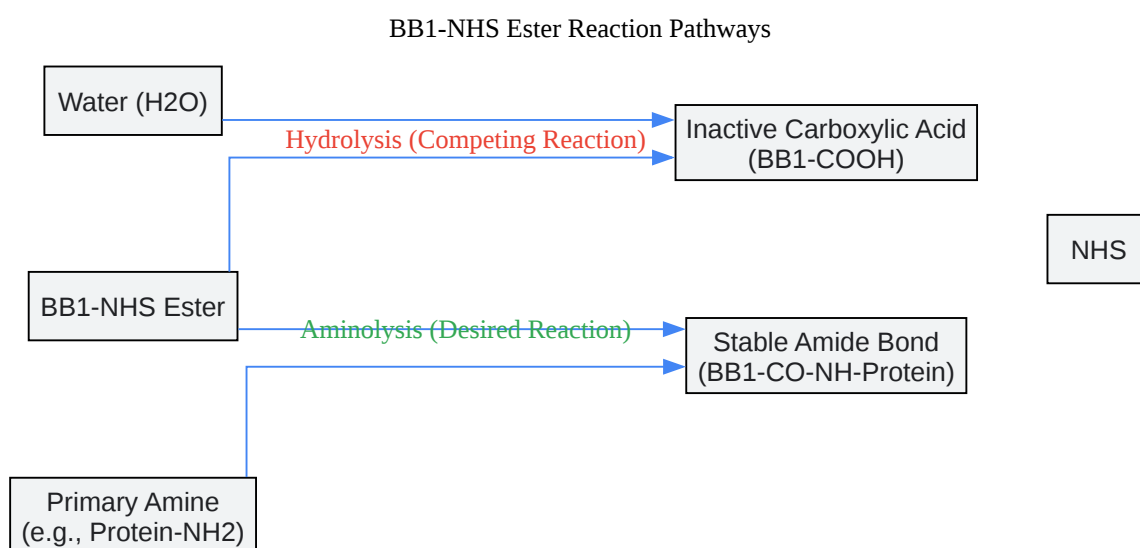 BB1-NHS Ester Reaction Pathways
Water (H2O)
Hydrolysis (Competing Reaction)
Inactive Carboxylic Acid
(BB1-COOH)
NHS
BB1-NHS Ester
Aminolysis (Desired Reaction)
Stable Amide Bond
(BB1-CO-NH-Protein)
Primary Amine
(e.g., Protein-NH2)